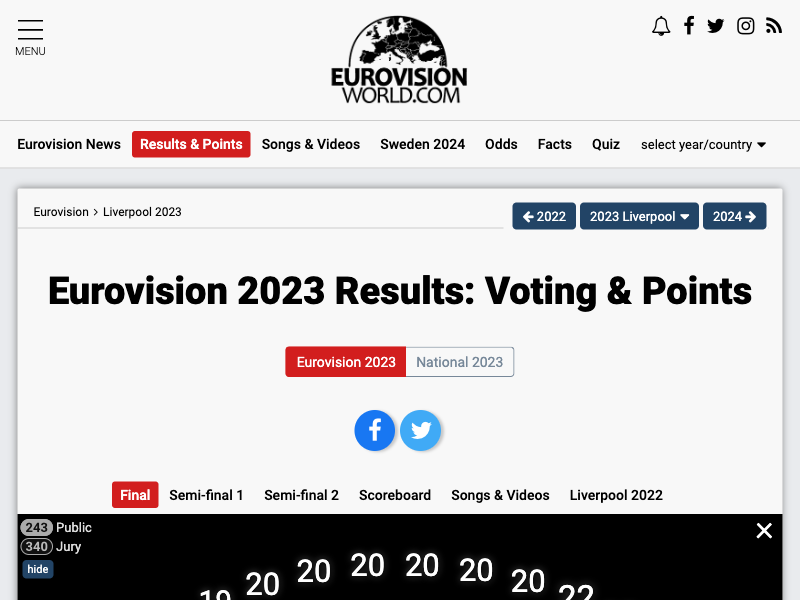 MENU
EUROVISION
WORLD.COM
Eurovision News Results & Points Songs & Videos Sweden 2024 Odds Facts Quiz select year/country
Eurovision > Liverpool 2023
← 2022 2023 Liverpool 2024 →
Eurovision 2023 Results: Voting & Points
Eurovision 2023 National 2023
Final Semi-final 1 Semi-final 2 Scoreboard Songs & Videos Liverpool 2022
243 Public
340 Jury
hide
19 20 20 20 20 20 20 22